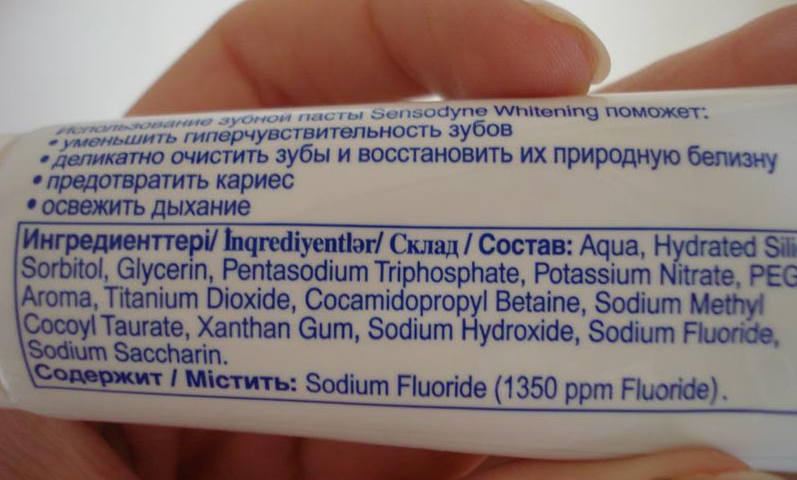 Использование зубной пасты Sensodyne Whitening поможет:
• уменьшить гиперчувствительность зубов
• деликатно очистить зубы и восстановить их природную белизну
• предотвратить кариес
• освежить дыхание
Ингредиенттері/ İnqrediyentlər/ Склад / Состав: Aqua, Hydrated Sili
Sorbitol, Glycerin, Pentasodium Triphosphate, Potassium Nitrate, PEG
Aroma, Titanium Dioxide, Cocamidopropyl Betaine, Sodium Methyl
Cocoyl Taurate, Xanthan Gum, Sodium Hydroxide, Sodium Fluoride,
Sodium Saccharin.
Содержит / Містить: Sodium Fluoride (1350 ppm Fluoride).